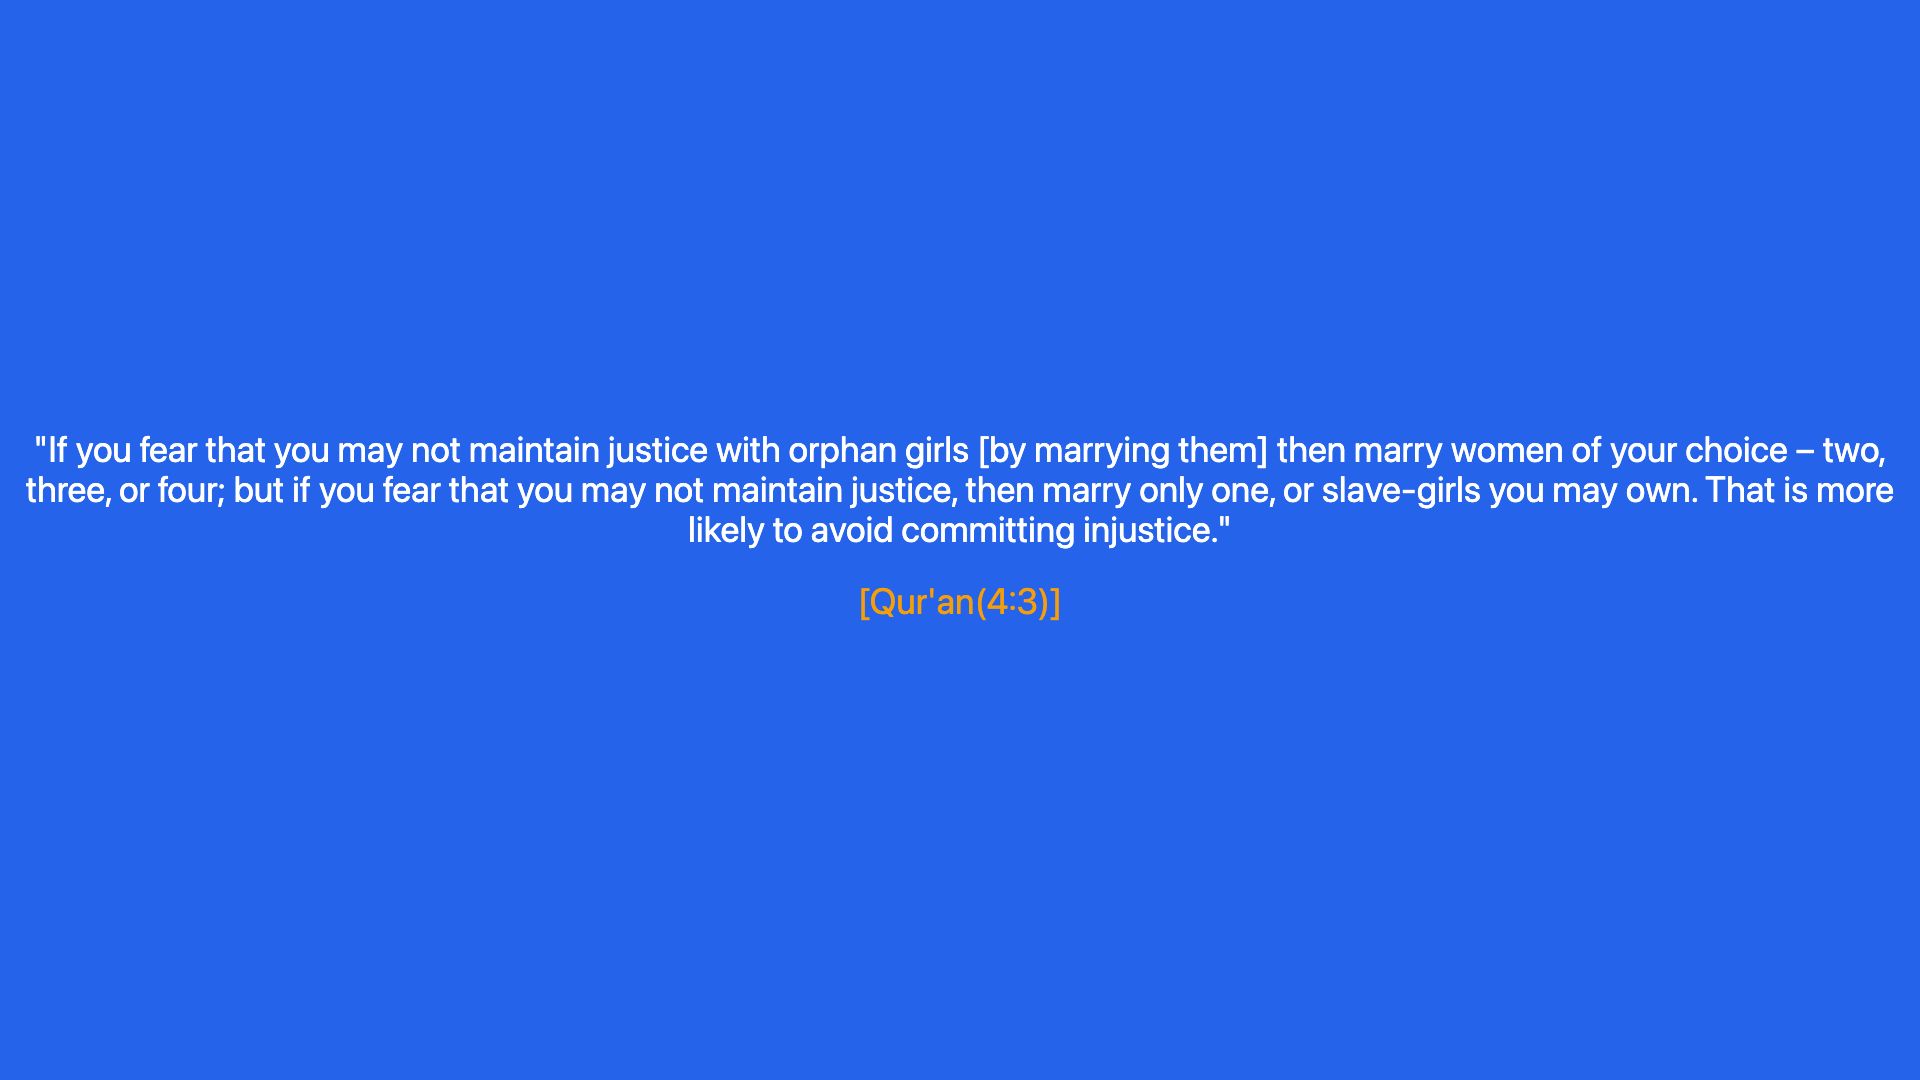 "If you fear that you may not maintain justice with orphan girls [by marrying them] then marry women of your choice – two,
three, or four; but if you fear that you may not maintain justice, then marry only one, or slave-girls you may own. That is more
likely to avoid committing injustice."
[Qur'an(4:3)]